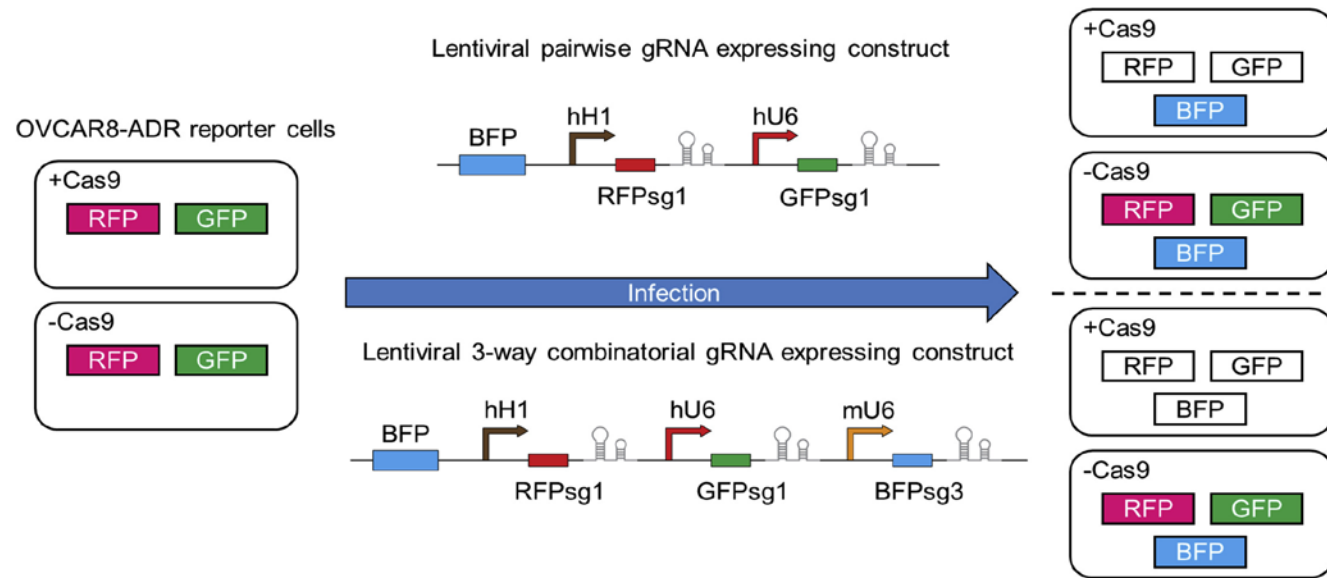 OVCAR8-ADR reporter cells
+Cas9
RFP GFP
-Cas9
RFP GFP
Lentiviral pairwise gRNA expressing construct
BFP hH1 hU6
RFPsg1 GFPsg1
Infection
Lentiviral 3-way combinatorial gRNA expressing construct
BFP hH1 hU6 mU6
RFPsg1 GFPsg1 BFPsg3
+Cas9
RFP GFP
BFP
-Cas9
RFP GFP
BFP
+Cas9
RFP GFP
BFP
-Cas9
RFP GFP
BFP